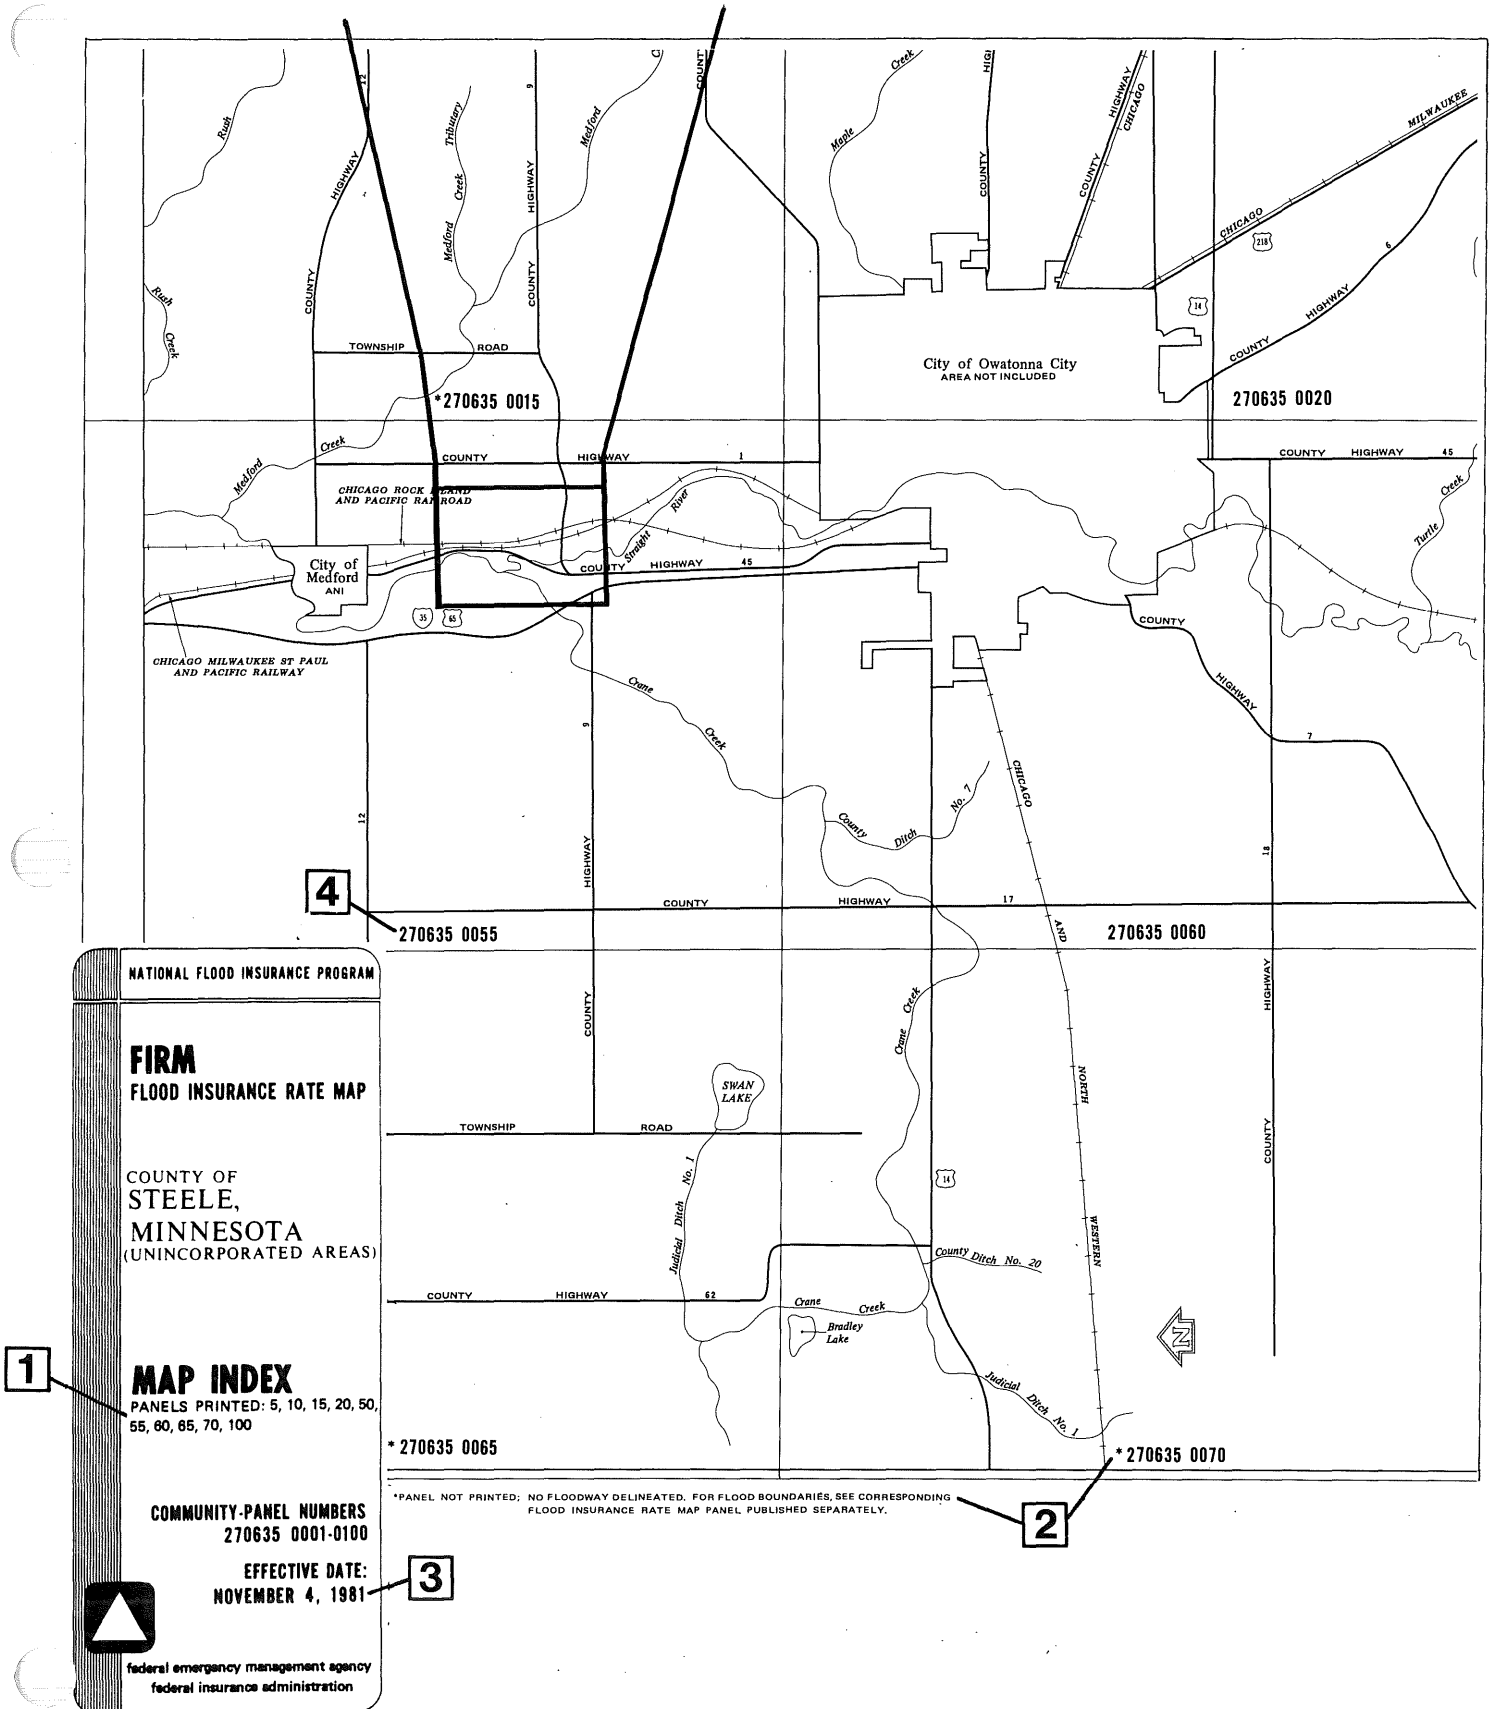 12
9
COUNTY
HIGH
HIGHWAY
CHICAGO
Creek
MILWAUKEE
Rush
Tributary
Medford
Maple
HIGHWAY
HIGHWAY
Creek
COUNTY
COUNTY
Medford
CHICAGO
218
6
Rush
Creek
COUNTY
COUNTY
14
HIGHWAY
COUNTY
TOWNSHIP ROAD
City of Owatonna City
AREA NOT INCLUDED
*270635 0015
270635 0020
Creek
Medford
COUNTY HIGHWAY 1
COUNTY HIGHWAY 45
CHICAGO ROCK ISLAND
AND PACIFIC RAILROAD
River
Straight
Creek
Turtle
City of
Medford
ANI
COUNTY HIGHWAY 45
35
65
COUNTY
CHICAGO MILWAUKEE ST PAUL
AND PACIFIC RAILWAY
Crane
Creek
HIGHWAY
7
9
12
CHICAGO
County Ditch No. 7
HIGHWAY
18
4
COUNTY HIGHWAY 17
270635 0055
AND
270635 0060
NATIONAL FLOOD INSURANCE PROGRAM
COUNTY
HIGHWAY
Crane Creek
FIRM
FLOOD INSURANCE RATE MAP
SWAN
LAKE
NORTH
TOWNSHIP ROAD
COUNTY
COUNTY OF
STEELE,
MINNESOTA
(UNINCORPORATED AREAS)
Judicial Ditch No. 1
14
WESTERN
County Ditch No. 20
COUNTY HIGHWAY 62
Crane Creek
Bradley
Lake
N
1
MAP INDEX
PANELS PRINTED: 5, 10, 15, 20, 50,
55, 60, 65, 70, 100
Judicial Ditch No. 1
* 270635 0065
* 270635 0070
*PANEL NOT PRINTED; NO FLOODWAY DELINEATED. FOR FLOOD BOUNDARIES, SEE CORRESPONDING
FLOOD INSURANCE RATE MAP PANEL PUBLISHED SEPARATELY.
2
COMMUNITY-PANEL NUMBERS
270635 0001-0100
EFFECTIVE DATE:
NOVEMBER 4, 1981
3
federal emergency management agency
federal insurance administration